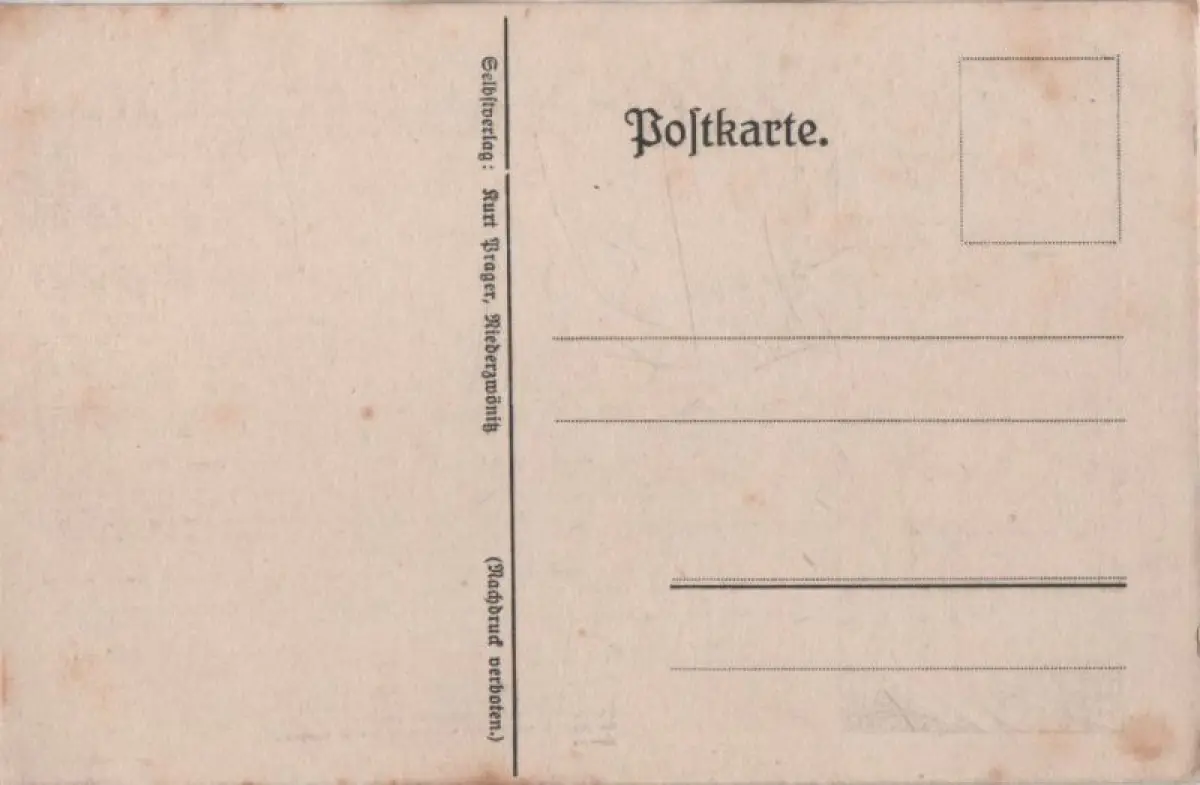 Postkarte.
Selbstverlag: Kurt Prager, Niederzwönitz
(Nachdruck verboten.)